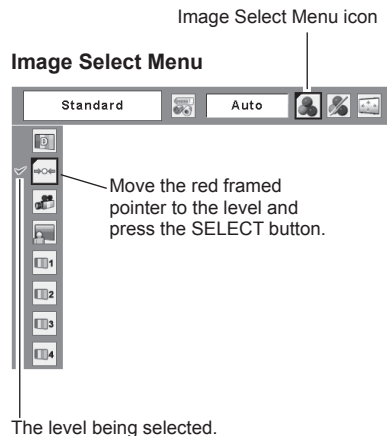 Image Select Menu icon
Image Select Menu
Standard
Auto
Move the red framed
pointer to the level and
press the SELECT button.
1
2
3
4
The level being selected.